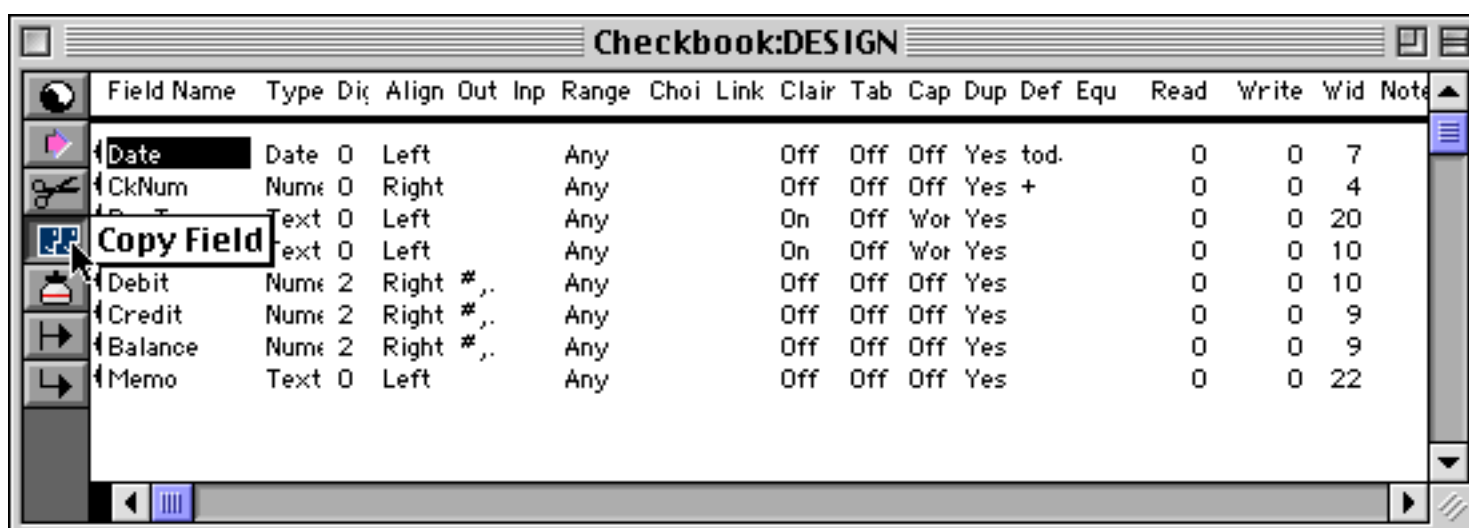 Checkbook:DESIGN
Field Name Type Dig Align Out Inp Range Choi Link Clair Tab Cap Dup Def Equ Read Write Wid Note
Date Date 0 Left Any Off Off Off Yes tod. 0 0 7
CkNum Nume 0 Right Any Off Off Off Yes + 0 0 4
Text 0 Left Any On Off Wor Yes 0 0 20
Copy Field
Text 0 Left Any On Off Wor Yes 0 0 10
Debit Nume 2 Right #,. Any Off Off Off Yes 0 0 10
Credit Nume 2 Right #,. Any Off Off Off Yes 0 0 9
Balance Nume 2 Right #,. Any Off Off Off Yes 0 0 9
Memo Text 0 Left Any Off Off Off Yes 0 0 22